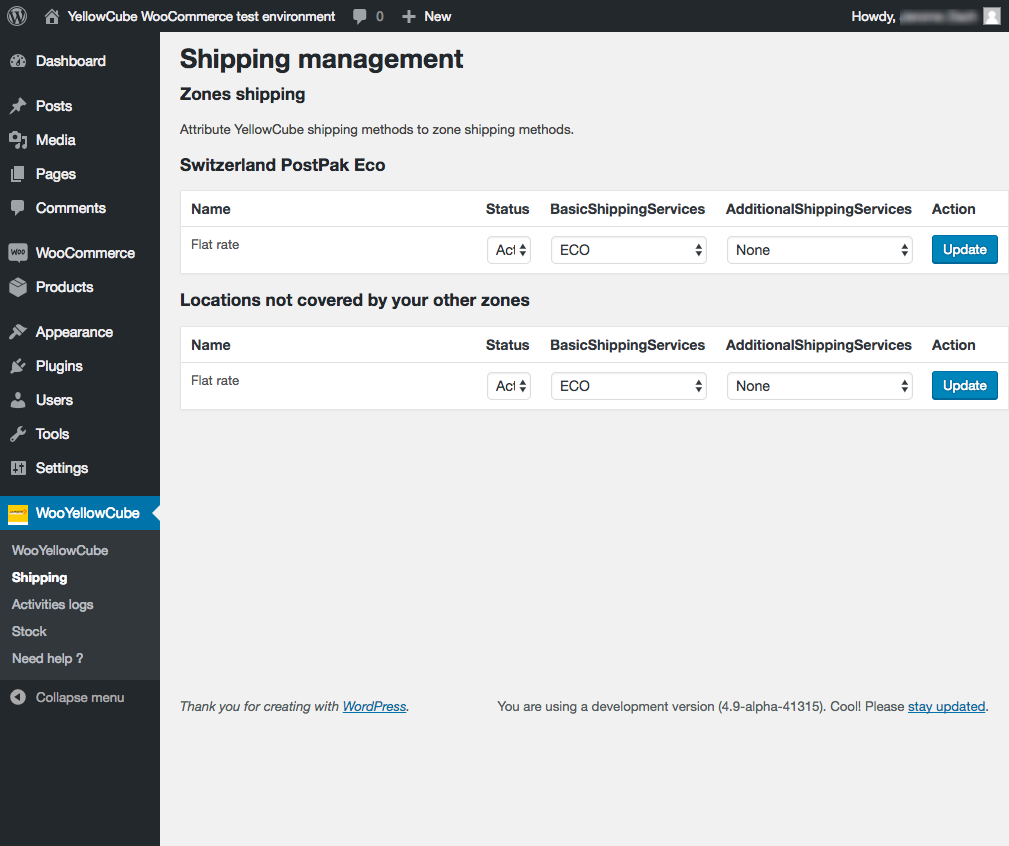 YellowCube WooCommerce test environment 0 New Howdy,
Dashboard
Posts
Media
Pages
Comments
WooCommerce
Products
Appearance
Plugins
Users
Tools
Settings
WooYellowCube
WooYellowCube
Shipping
Activities logs
Stock
Need help ?
Collapse menu
Shipping management
Zones shipping
Attribute YellowCube shipping methods to zone shipping methods.
Switzerland PostPak Eco
Name Status BasicShippingServices AdditionalShippingServices Action
Flat rate Act ECO None Update
Locations not covered by your other zones
Name Status BasicShippingServices AdditionalShippingServices Action
Flat rate Act ECO None Update
Thank you for creating with WordPress. You are using a development version (4.9-alpha-41315). Cool! Please stay updated.